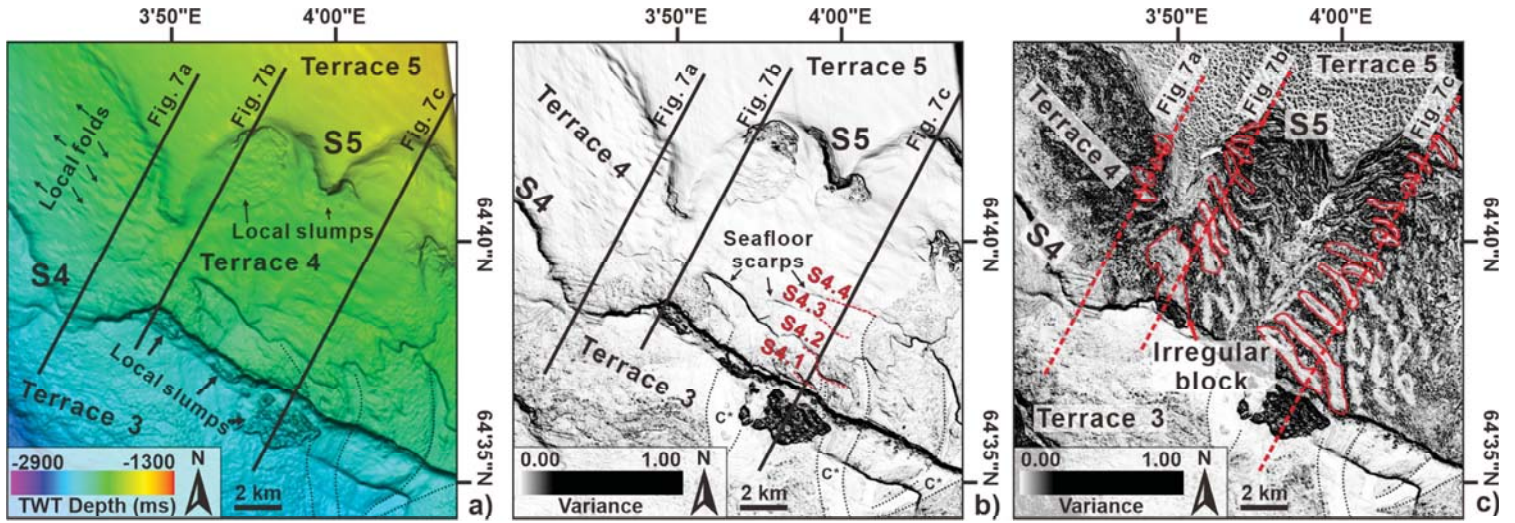 3'50"E
4'00"E
Terrace 5
Fig. 7a
Fig. 7b
Fig. 7c
Local folds
S5
S4
Local slumps
Terrace 4
64'40"N
Local slumps
Terrace 3
-2900
-1300
TWT Depth (ms)
N
2 km
64'35"N
a)
3'50"E
4'00"E
Terrace 5
Fig. 7a
Fig. 7b
Fig. 7c
Terrace 4
S5
S4
64'40"N
Seafloor
scarps
S4.4
S4.3
S4.2
S4.1
Terrace 3
C*
C*
C*
0.00
1.00
Variance
N
2 km
64'35"N
b)
3'50"E
4'00"E
Terrace 5
Fig. 7a
Fig. 7b
Fig. 7c
Terrace 4
S5
S4
64'40"N
Irregular
block
Terrace 3
0.00
1.00
Variance
N
2 km
64'35"N
c)